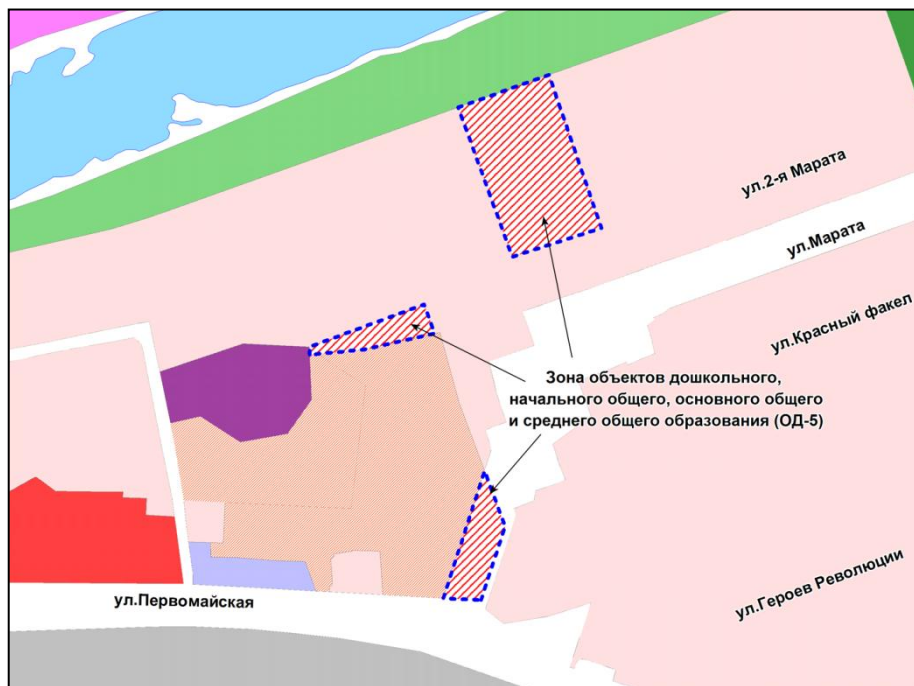 ул.2-я Марата
ул.Марата
ул.Красный факел
Зона объектов дошкольного,
начального общего, основного общего
и среднего общего образования (ОД-5)
ул.Героев Революции
ул.Первомайская